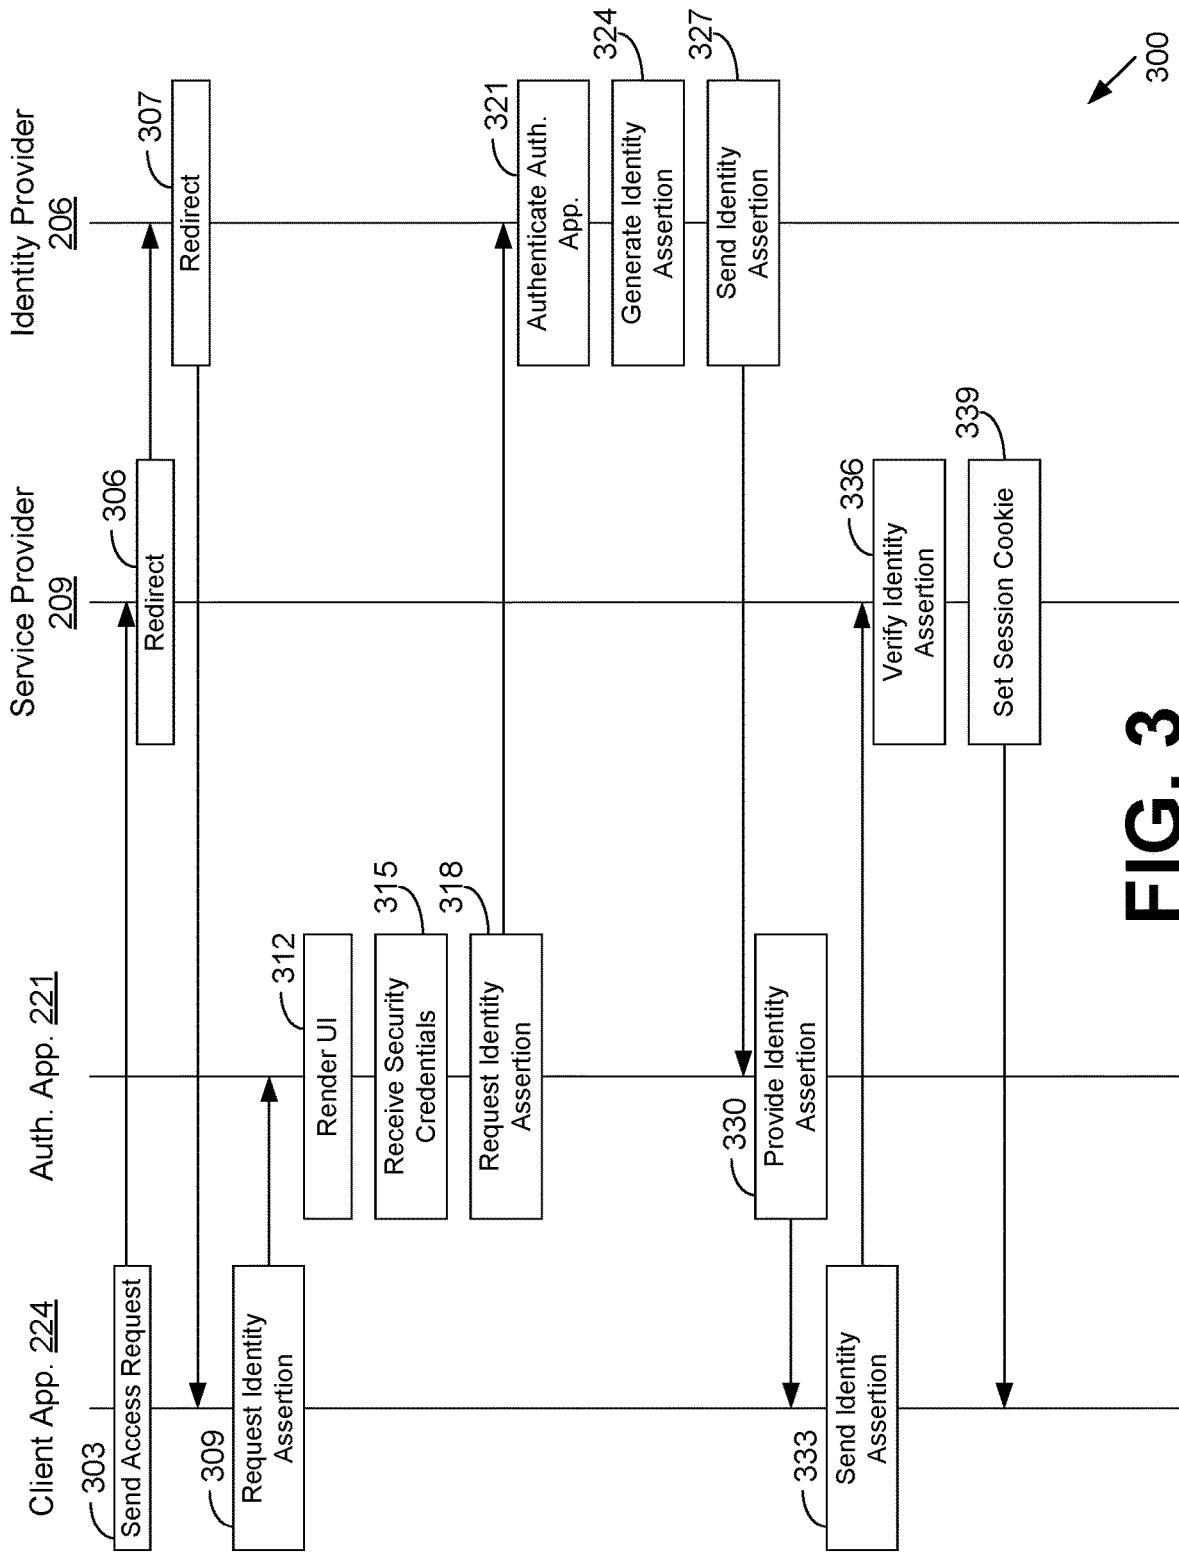 Client App. 224
Auth. App. 221
Service Provider
209
Identity Provider
206
303
Send Access Request
306
Redirect
307
Redirect
309
Request Identity
Assertion
312
Render UI
315
Receive Security
Credentials
318
Request Identity
Assertion
321
Authenticate Auth.
App.
324
Generate Identity
Assertion
327
Send Identity
Assertion
330
Provide Identity
Assertion
333
Send Identity
Assertion
336
Verify Identity
Assertion
339
Set Session Cookie
300
FIG. 3